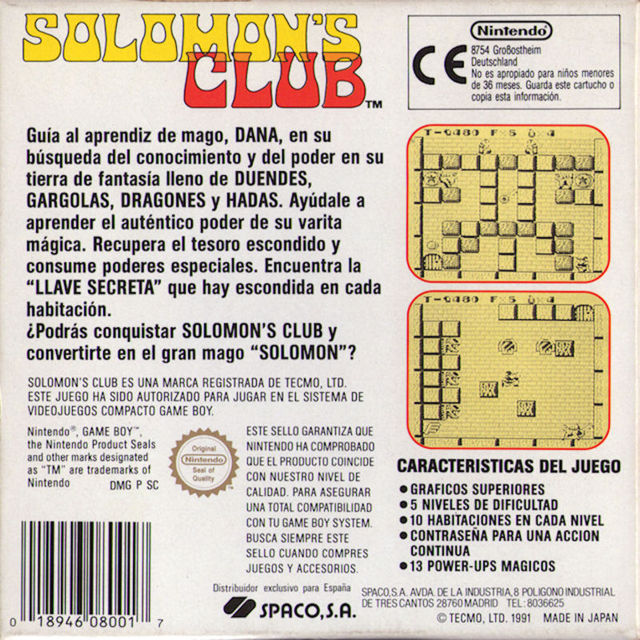 SOLOMON'S
CLUB™
Nintendo
CE
8754 Großostheim
Deutschland
No es apropiado para niños menores
de 36 meses. Guarda este cartucho o
copia esta información.
Guía al aprendiz de mago, DANA, en su
búsqueda del conocimiento y del poder en su
tierra de fantasía lleno de DUENDES,
GARGOLAS, DRAGONES y HADAS. Ayúdale a
aprender el auténtico poder de su varita
mágica. Recupera el tesoro escondido y
consume poderes especiales. Encuentra la
“LLAVE SECRETA” que hay escondida en cada
habitación.
¿Podrás conquistar SOLOMON'S CLUB y
convertirte en el gran mago “SOLOMON”?
T-9480 F 5 4
T-9480 F 5 4
SOLOMON'S CLUB ES UNA MARCA REGISTRADA DE TECMO, LTD.
ESTE JUEGO HA SIDO AUTORIZADO PARA JUGAR EN EL SISTEMA DE
VIDEOJUEGOS COMPACTO GAME BOY.
Nintendo®, GAME BOY™,
the Nintendo Product Seals
and other marks designated
as “TM” are trademarks of
Nintendo
DMG P SC
Original
Nintendo
Seal of
Quality
ESTE SELLO GARANTIZA QUE
NINTENDO HA COMPROBADO
QUE EL PRODUCTO COINCIDE
CON NUESTRO NIVEL DE
CALIDAD. PARA ASEGURAR
UNA TOTAL COMPATIBILIDAD
CON TU GAME BOY SYSTEM.
BUSCA SIEMPRE ESTE
SELLO CUANDO COMPRES
JUEGOS Y ACCESORIOS.
CARACTERISTICAS DEL JUEGO
● GRAFICOS SUPERIORES
● 5 NIVELES DE DIFICULTAD
● 10 HABITACIONES EN CADA NIVEL
● CONTRASEÑA PARA UNA ACCION
CONTINUA
● 13 POWER-UPS MAGICOS
0 18946 08001 7
Distribuidor exclusivo para España
SPACO, S.A.
SPACO, S.A. AVDA. DE LA INDUSTRIA, 8 POLIGONO INDUSTRIAL
DE TRES CANTOS 28760 MADRID TEL: 8036625
© TECMO, LTD. 1991 MADE IN JAPAN